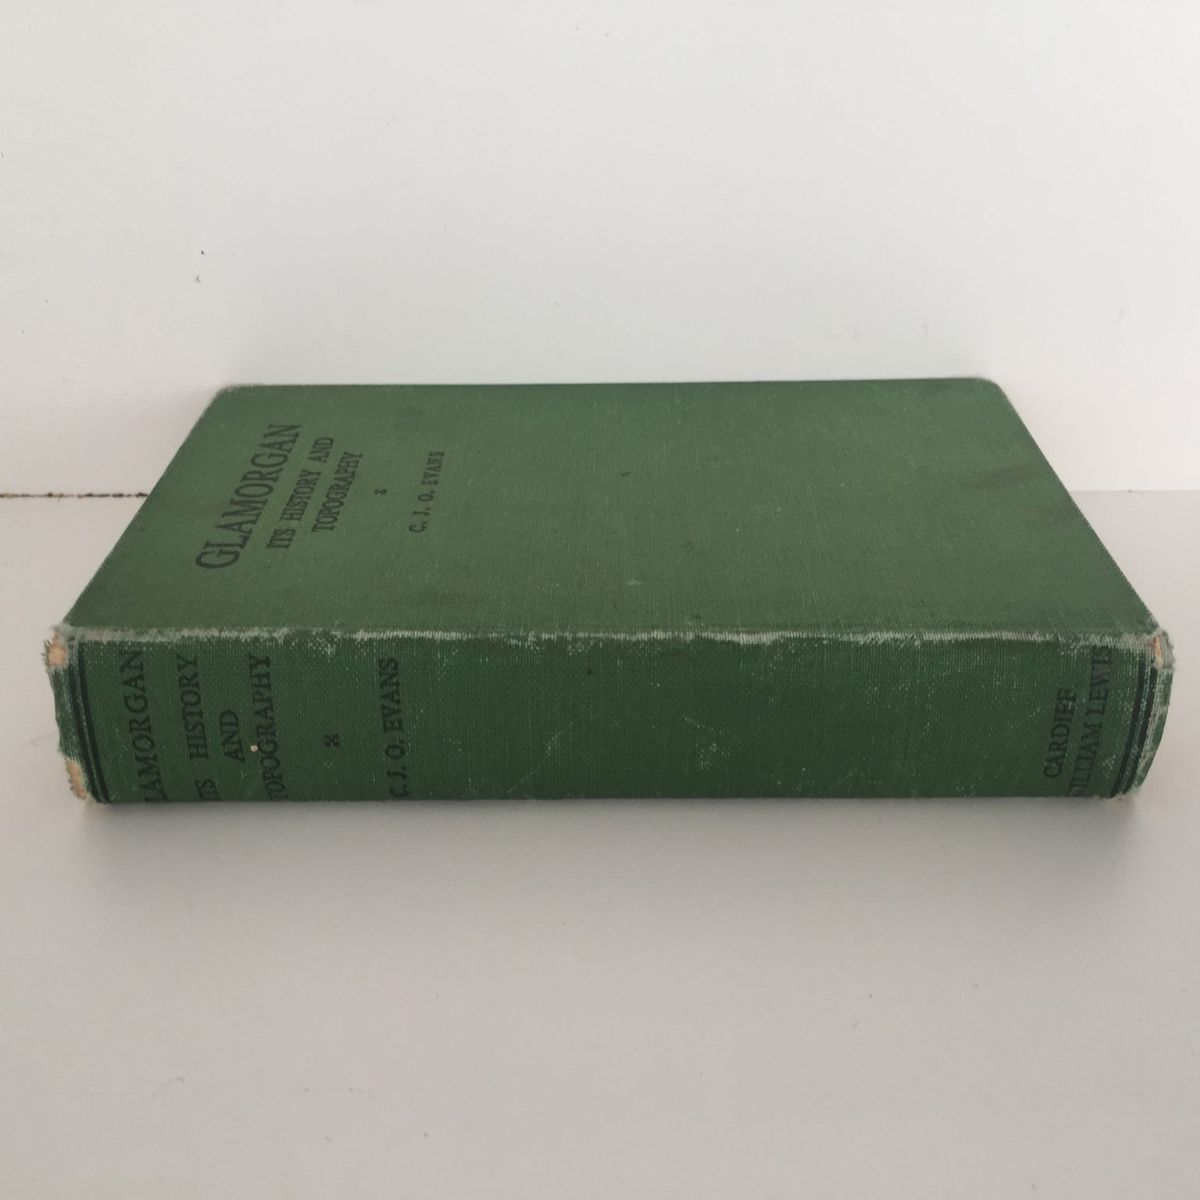 GLAMORGAN
ITS HISTORY AND
TOPOGRAPHY
C. J. O. EVANS
GLAMORGAN
ITS HISTORY
AND
TOPOGRAPHY
C. J. O. EVANS
CARDIFF
WILLIAM LEWIS